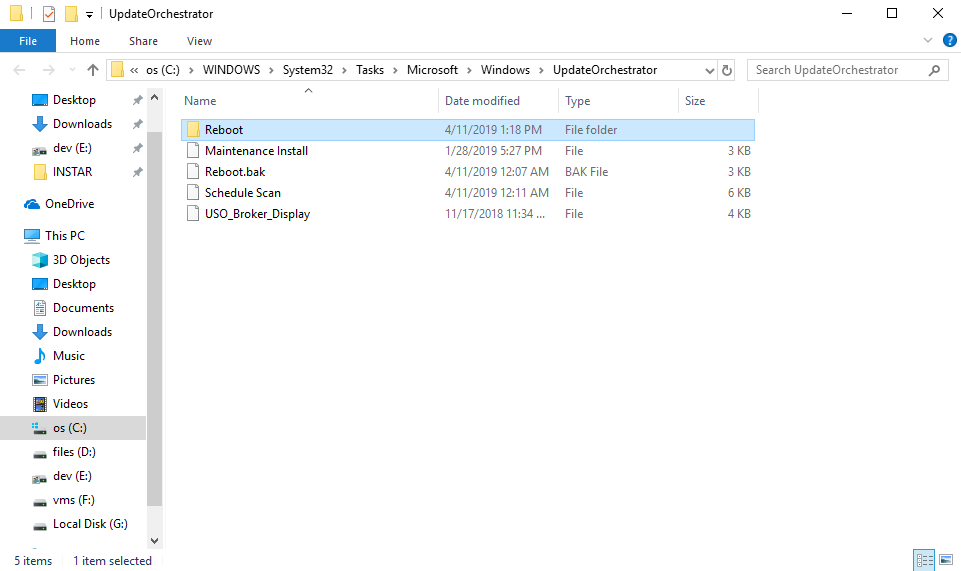 UpdateOrchestrator
File Home Share View
« os (C:) > WINDOWS > System32 > Tasks > Microsoft > Windows > UpdateOrchestrator Search UpdateOrchestrator
Desktop
Downloads
dev (E:)
INSTAR
OneDrive
This PC
3D Objects
Desktop
Documents
Downloads
Music
Pictures
Videos
os (C:)
files (D:)
dev (E:)
vms (F:)
Local Disk (G:)
Name Date modified Type Size
Reboot 4/11/2019 1:18 PM File folder
Maintenance Install 1/28/2019 5:27 PM File 3 KB
Reboot.bak 4/11/2019 12:07 AM BAK File 3 KB
Schedule Scan 4/11/2019 12:11 AM File 6 KB
USO_Broker_Display 11/17/2018 11:34 ... File 4 KB
5 items 1 item selected